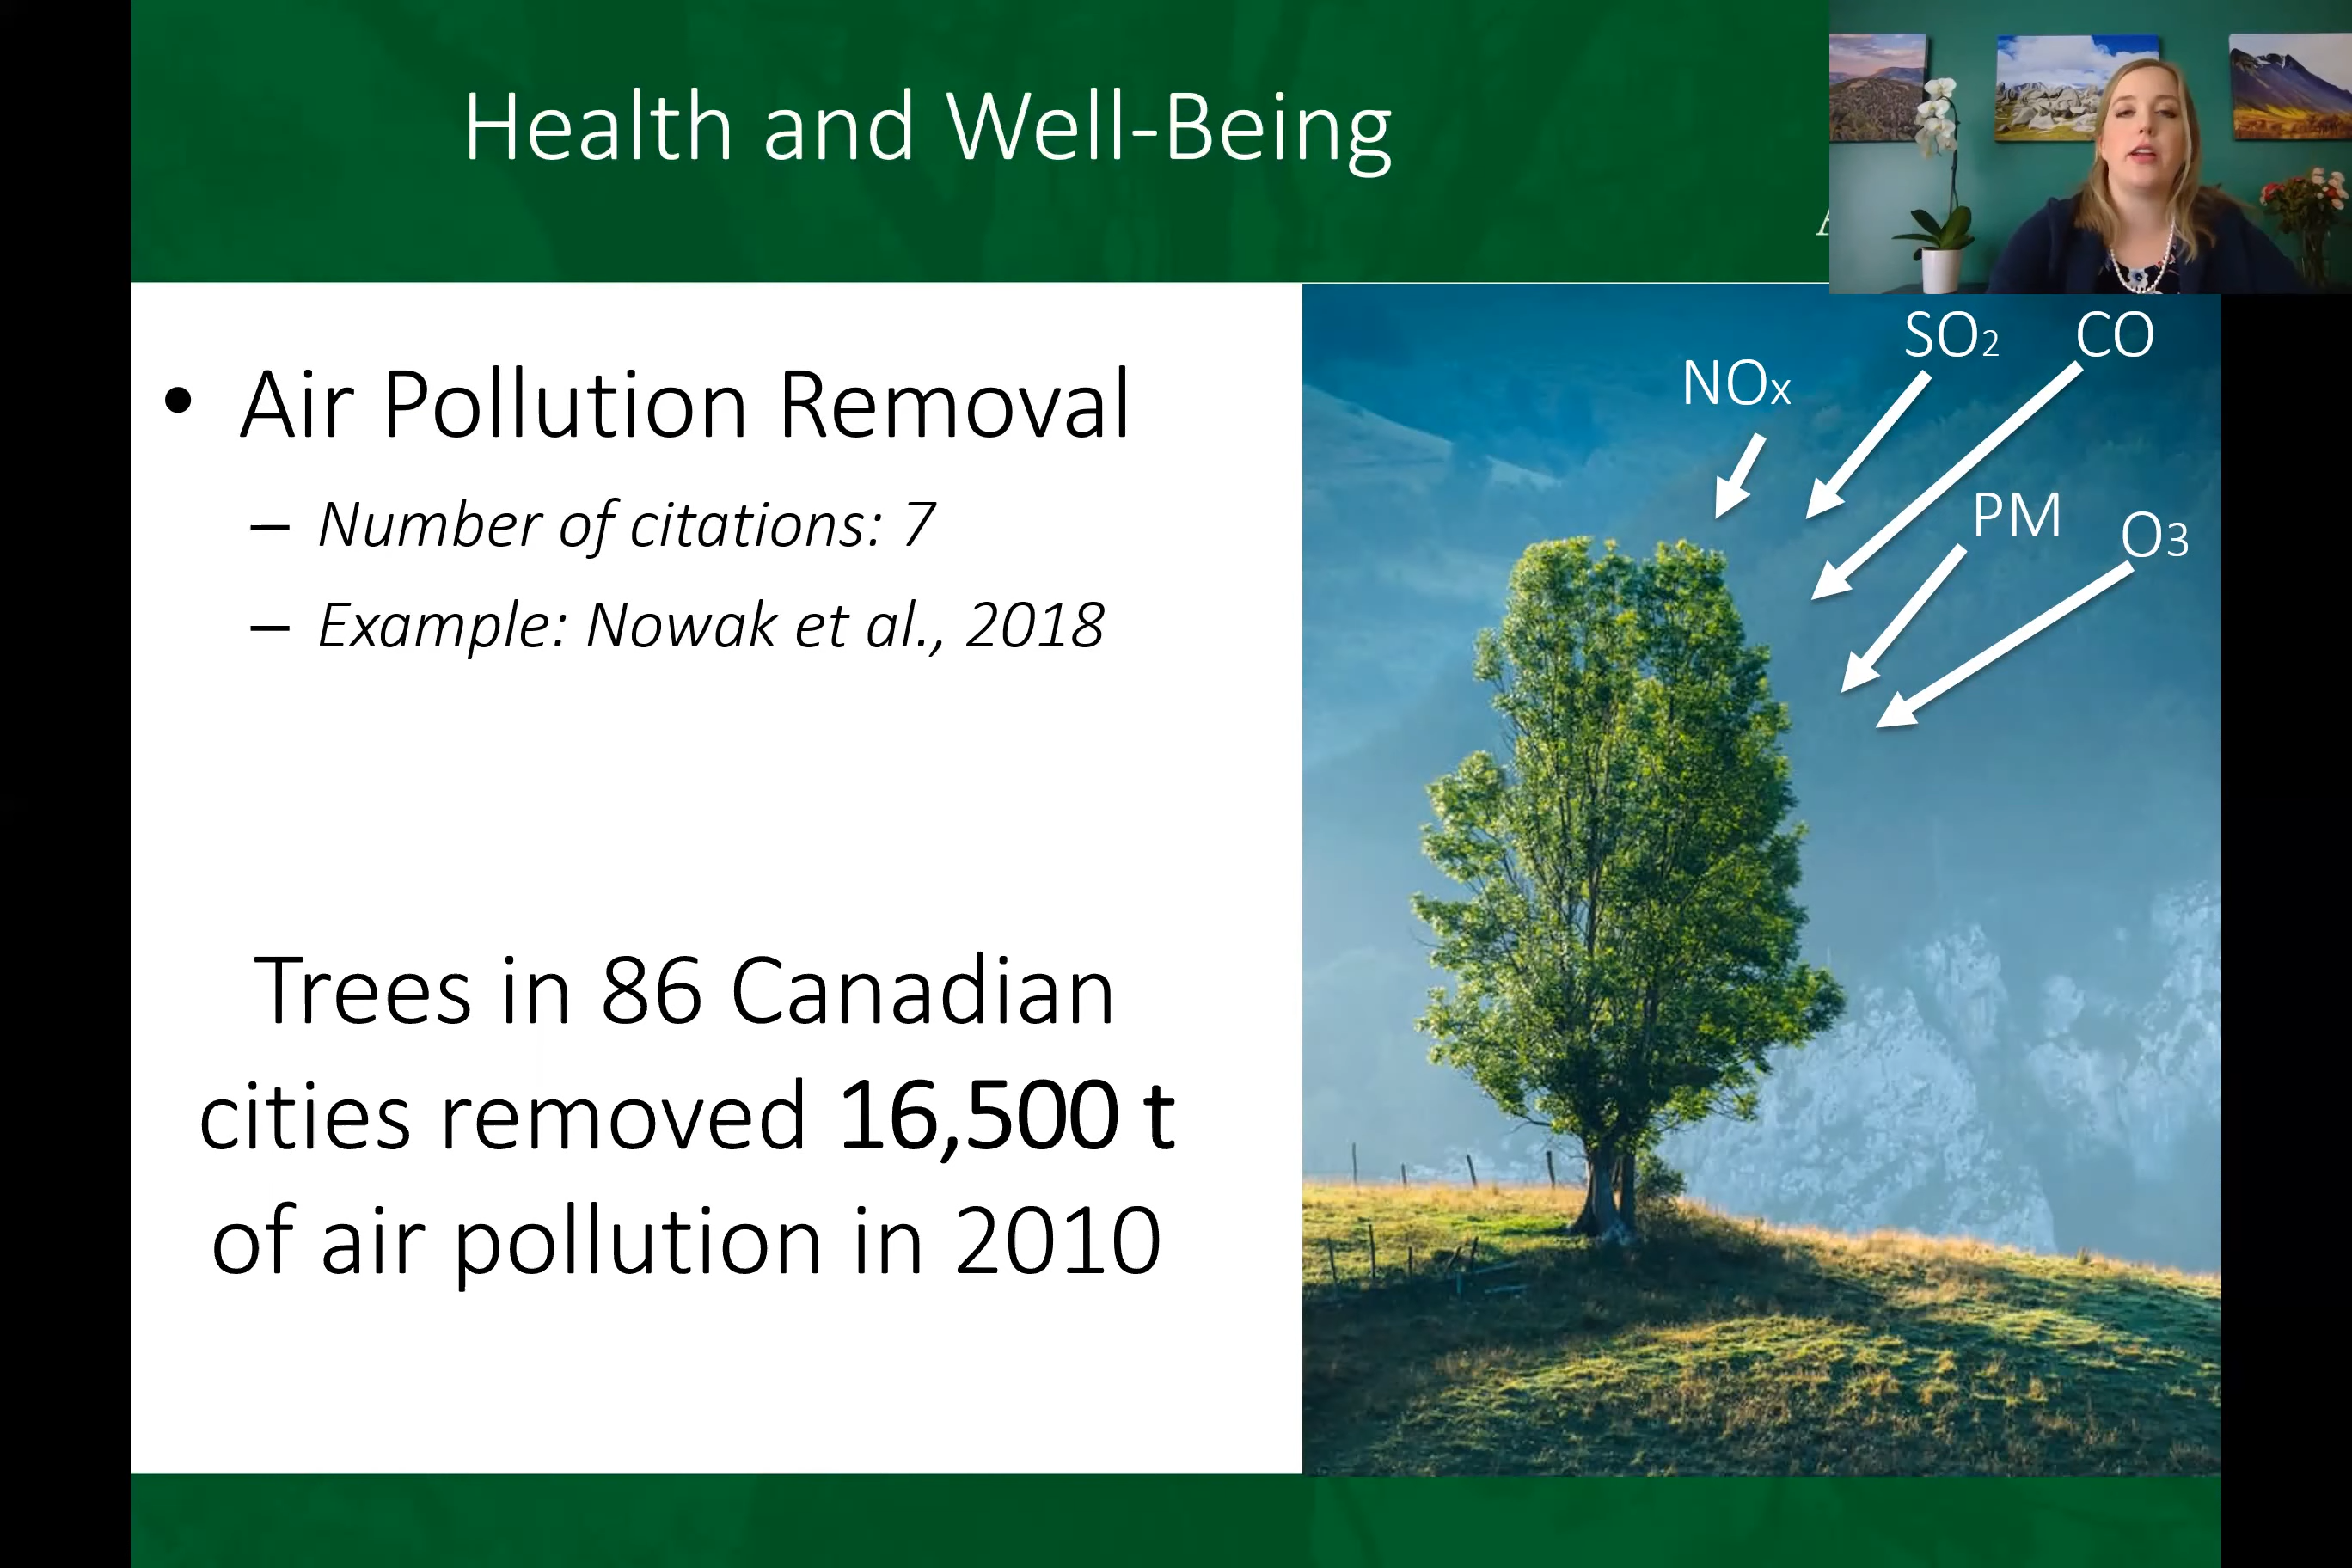 Health and Well-Being
• Air Pollution Removal
– Number of citations: 7
– Example: Nowak et al., 2018
Trees in 86 Canadian
cities removed 16,500 t
of air pollution in 2010
NOx
SO2
CO
PM
O3